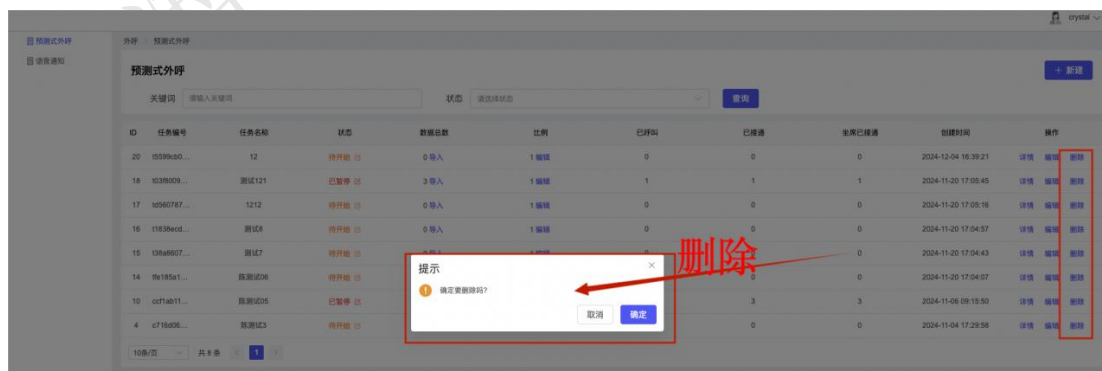 crystal
预测式外呼
语音通知
外呼 预测式外呼
预测式外呼
+ 新建
关键词 请输入关键词 状态 请选择状态 查询
ID 任务编号 任务名称 状态 数据总数 比例 已呼叫 已接通 坐席已接通 创建时间 操作
20 t5599cb0... 12 待开始 0 导入 1 编辑 0 0 0 2024-12-04 16:39:21 详情 编辑 删除
18 t03f8009... 测试121 已暂停 3 导入 1 编辑 1 1 1 2024-11-20 17:05:45 详情 编辑 删除
17 td560787... 1212 待开始 0 导入 1 编辑 0 0 0 2024-11-20 17:05:16 详情 编辑 删除
16 t1838ecd... 测试8 待开始 0 导入 1 编辑 0 0 0 2024-11-20 17:04:57 详情 编辑 删除
15 t38a6607... 测试7 待开始 0 2024-11-20 17:04:43 详情 编辑 删除
14 tfe185a1... 陈测试06 待开始 0 0 2024-11-20 17:04:07 详情 编辑 删除
10 ccf1ab11... 陈测试05 已暂停 3 3 2024-11-06 09:15:50 详情 编辑 删除
4 c716d06... 陈测试3 待开始 0 0 2024-11-04 17:29:58 详情 编辑 删除
删除
提示
确定要删除吗?
取消 确定
10条/页 共 8 条 1